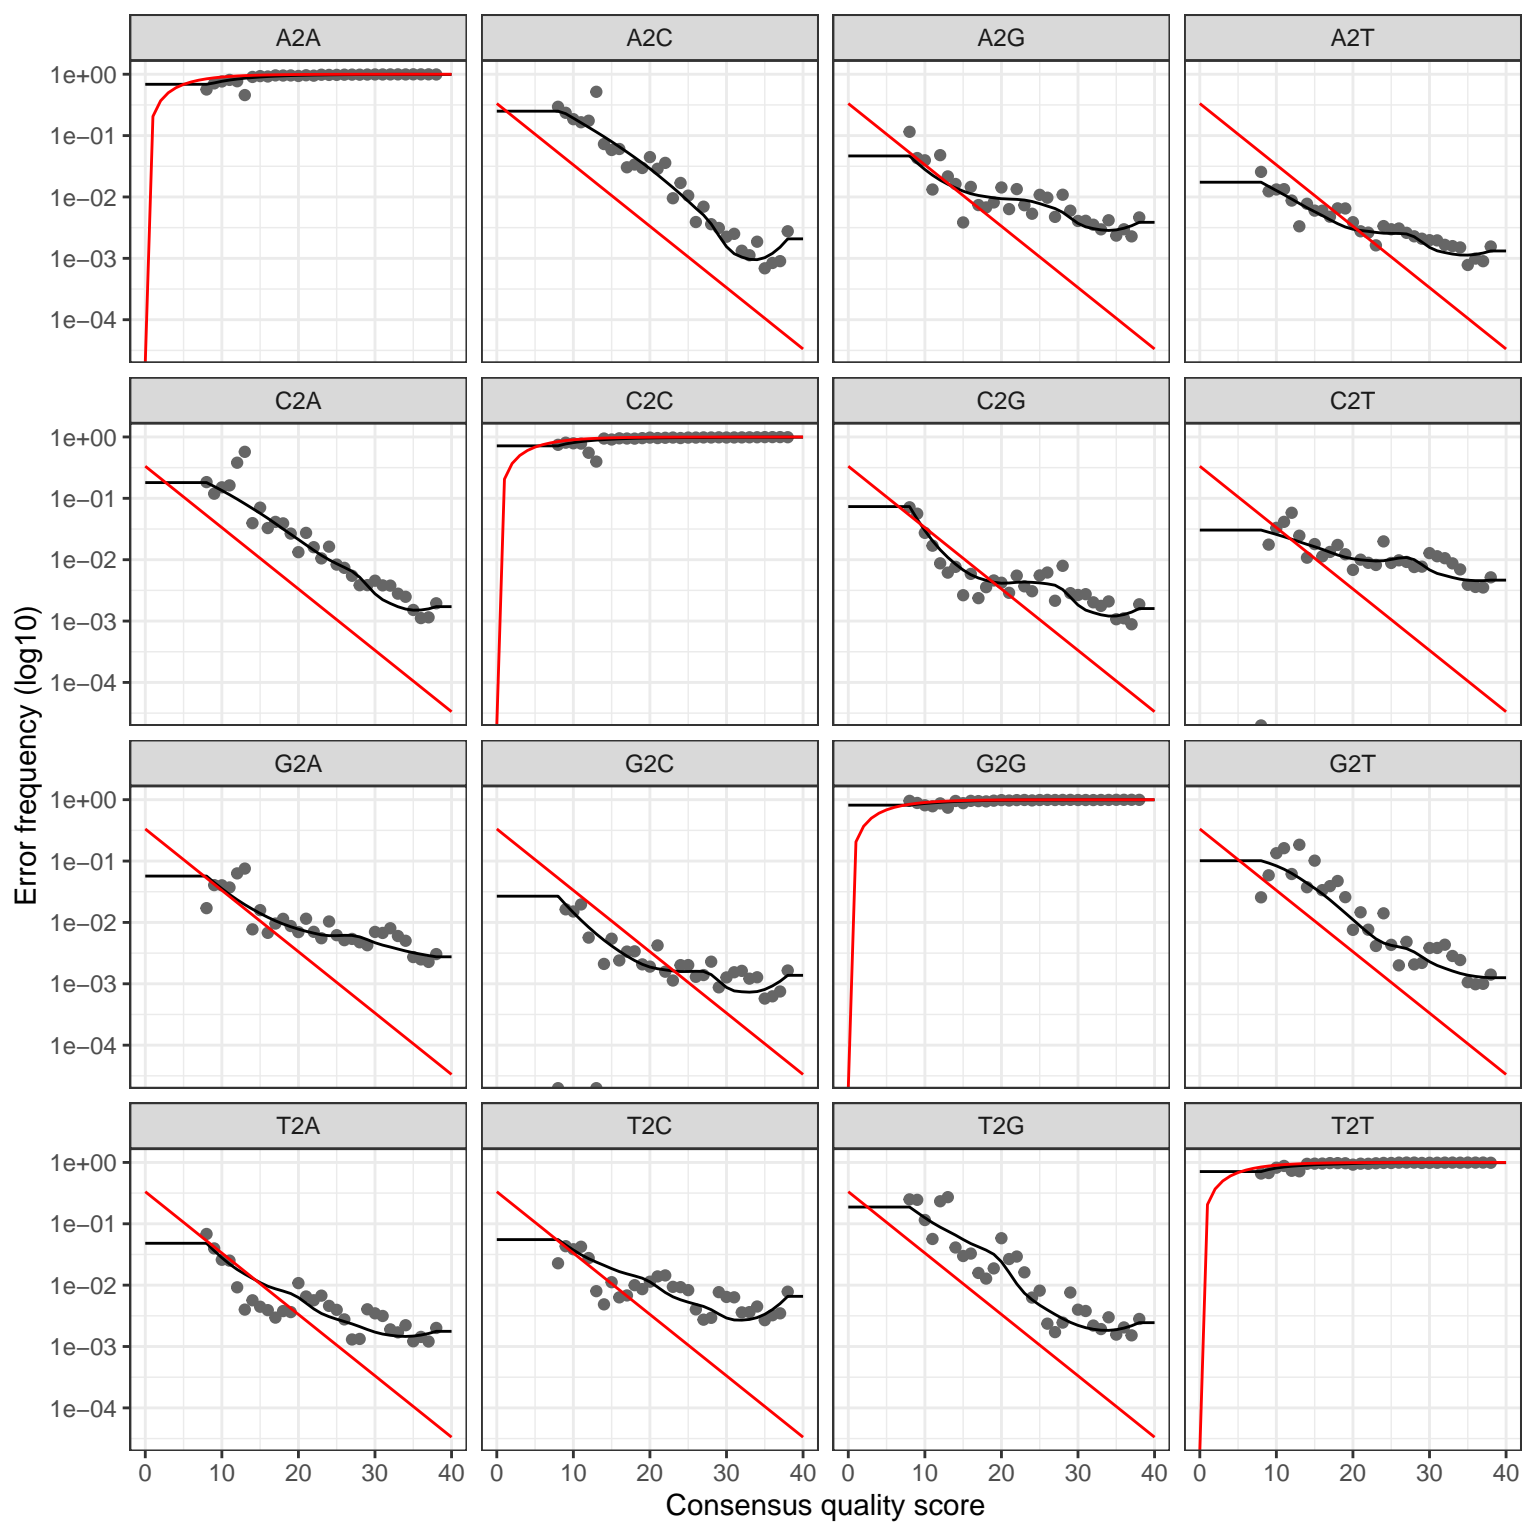 A2A A2C A2G A2T
1e+00
1e−01
1e−02
1e−03
1e−04
C2A C2C C2G C2T
1e+00
1e−01
1e−02
1e−03
1e−04
G2A G2C G2G G2T
1e+00
1e−01
1e−02
1e−03
1e−04
T2A T2C T2G T2T
1e+00
1e−01
1e−02
1e−03
1e−04
Error frequency (log10)
0 10 20 30 40 0 10 20 30 40 0 10 20 30 40 0 10 20 30 40
Consensus quality score